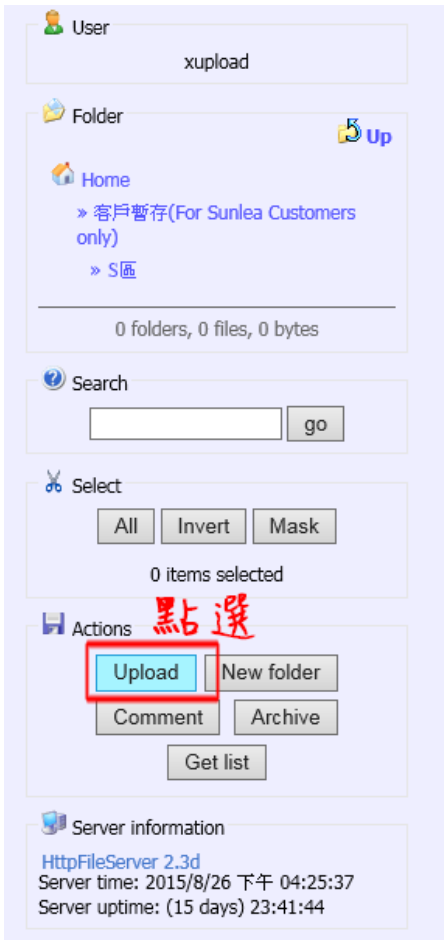 User
xupload
Folder
Up
Home
» 客戶暫存(For Sunlea Customers
only)
» S區
0 folders, 0 files, 0 bytes
Search
go
Select
All Invert Mask
0 items selected
Actions 點選
Upload New folder
Comment Archive
Get list
Server information
HttpFileServer 2.3d
Server time: 2015/8/26 下午 04:25:37
Server uptime: (15 days) 23:41:44